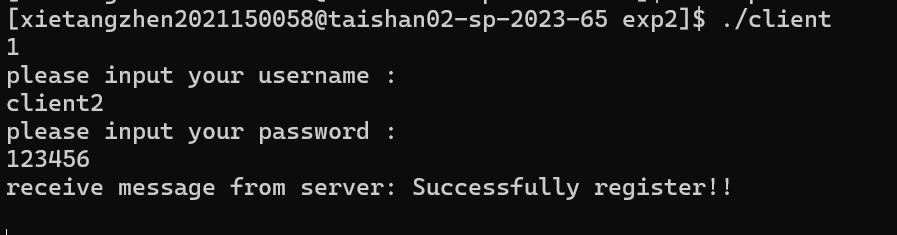 [xietangzhen2021150058@taishan02-sp-2023-65 exp2]$ ./client
1
please input your username :
client2
please input your password :
123456
receive message from server: Successfully register!!